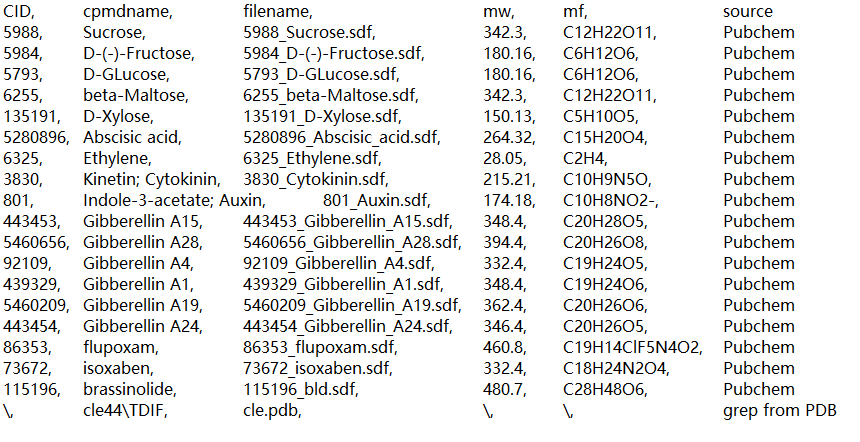 CID, cpmdname, filename, mw, mf, source
5988, Sucrose, 5988_Sucrose.sdf, 342.3, C12H22O11, Pubchem
5984, D-(-)-Fructose, 5984_D-(-)-Fructose.sdf, 180.16, C6H12O6, Pubchem
5793, D-GLucose, 5793_D-GLucose.sdf, 180.16, C6H12O6, Pubchem
6255, beta-Maltose, 6255_beta-Maltose.sdf, 342.3, C12H22O11, Pubchem
135191, D-Xylose, 135191_D-Xylose.sdf, 150.13, C5H10O5, Pubchem
5280896, Abscisic acid, 5280896_Abscisic_acid.sdf, 264.32, C15H20O4, Pubchem
6325, Ethylene, 6325_Ethylene.sdf, 28.05, C2H4, Pubchem
3830, Kinetin; Cytokinin, 3830_Cytokinin.sdf, 215.21, C10H9N5O, Pubchem
801, Indole-3-acetate; Auxin, 801_Auxin.sdf, 174.18, C10H8NO2-, Pubchem
443453, Gibberellin A15, 443453_Gibberellin_A15.sdf, 348.4, C20H28O5, Pubchem
5460656, Gibberellin A28, 5460656_Gibberellin_A28.sdf, 394.4, C20H26O8, Pubchem
92109, Gibberellin A4, 92109_Gibberellin_A4.sdf, 332.4, C19H24O5, Pubchem
439329, Gibberellin A1, 439329_Gibberellin_A1.sdf, 348.4, C19H24O6, Pubchem
5460209, Gibberellin A19, 5460209_Gibberellin_A19.sdf, 362.4, C20H26O6, Pubchem
443454, Gibberellin A24, 443454_Gibberellin_A24.sdf, 346.4, C20H26O5, Pubchem
86353, flupoxam, 86353_flupoxam.sdf, 460.8, C19H14ClF5N4O2, Pubchem
73672, isoxaben, 73672_isoxaben.sdf, 332.4, C18H24N2O4, Pubchem
115196, brassinolide, 115196_bld.sdf, 480.7, C28H48O6, Pubchem
\, cle44\TDIF, cle.pdb, \, \, grep from PDB